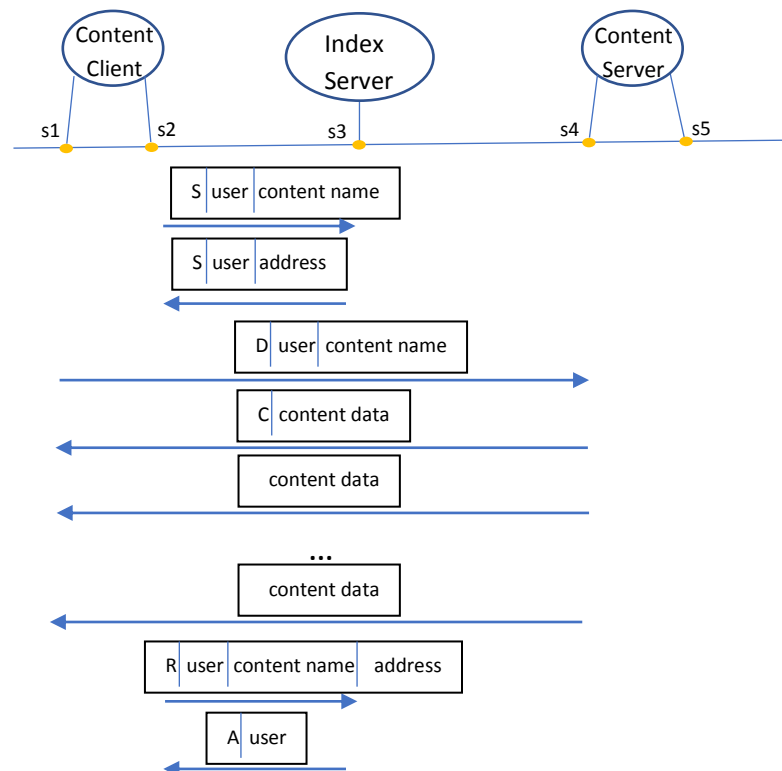 Content
Client
Index
Server
Content
Server
s1 s2 s3 s4 s5
S user content name
S user address
D user content name
C content data
content data
...
content data
R user content name address
A user